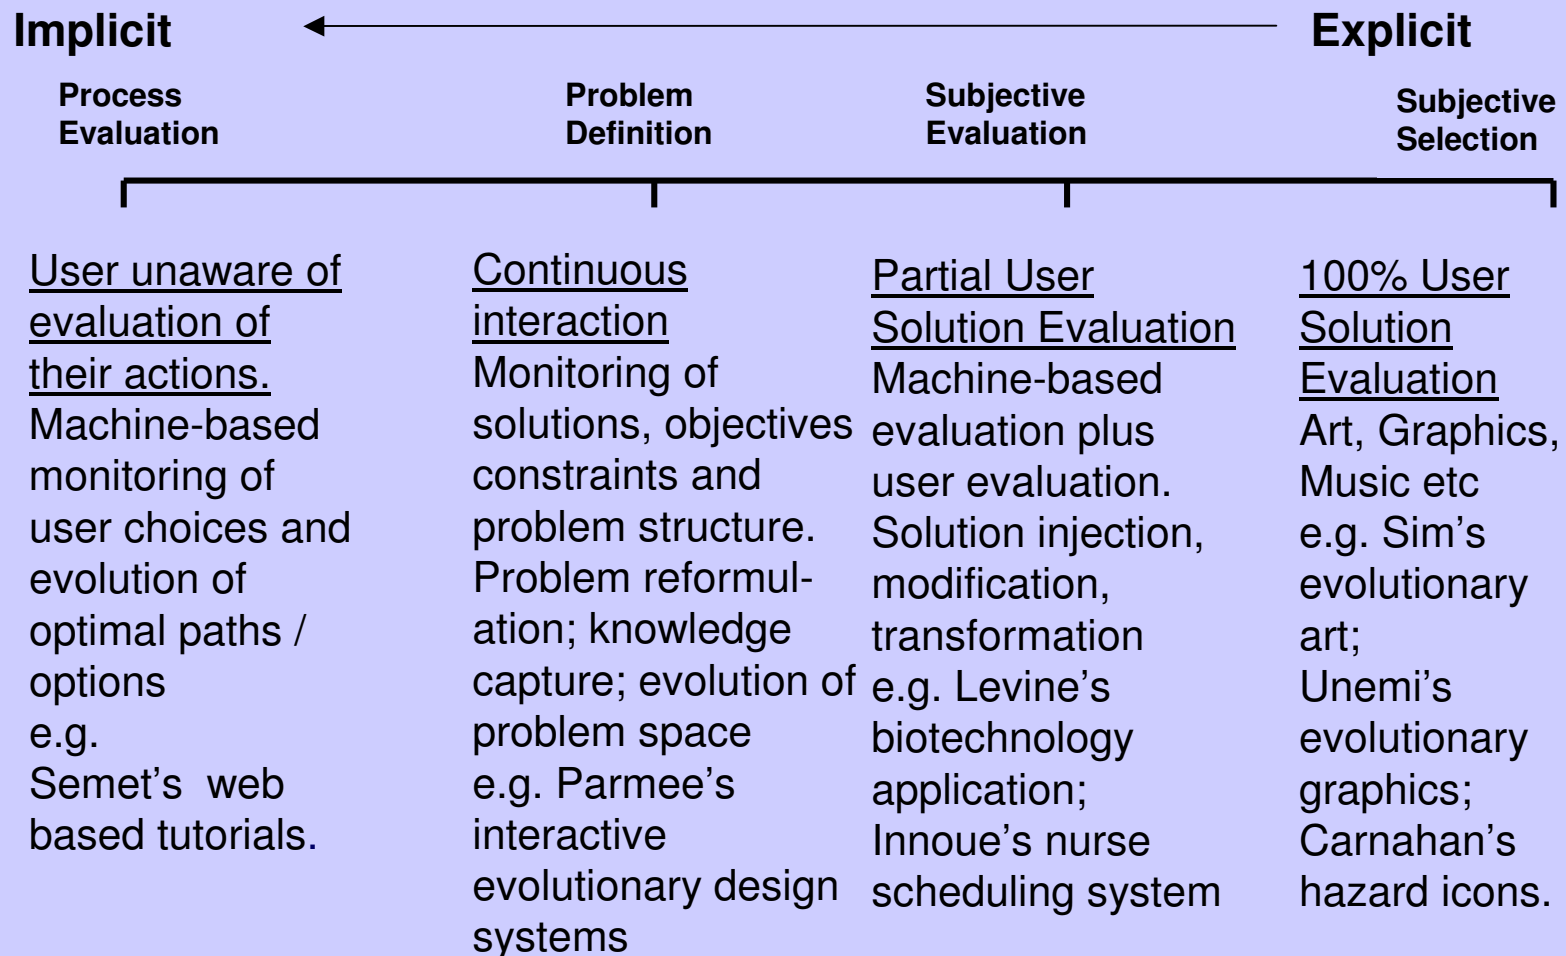 Implicit
Explicit
Process
Evaluation
Problem
Definition
Subjective
Evaluation
Subjective
Selection
User unaware of
evaluation of
their actions.
Machine-based
monitoring of
user choices and
evolution of
optimal paths /
options
e.g.
Semet's web
based tutorials.
Continuous
interaction
Monitoring of
solutions, objectives
constraints and
problem structure.
Problem reformul-
ation; knowledge
capture; evolution of
problem space
e.g. Parmee's
interactive
evolutionary design
systems
Partial User
Solution Evaluation
Machine-based
evaluation plus
user evaluation.
Solution injection,
modification,
transformation
e.g. Levine's
biotechnology
application;
Innoue's nurse
scheduling system
100% User
Solution
Evaluation
Art, Graphics,
Music etc
e.g. Sim's
evolutionary
art;
Unemi's
evolutionary
graphics;
Carnahan's
hazard icons.